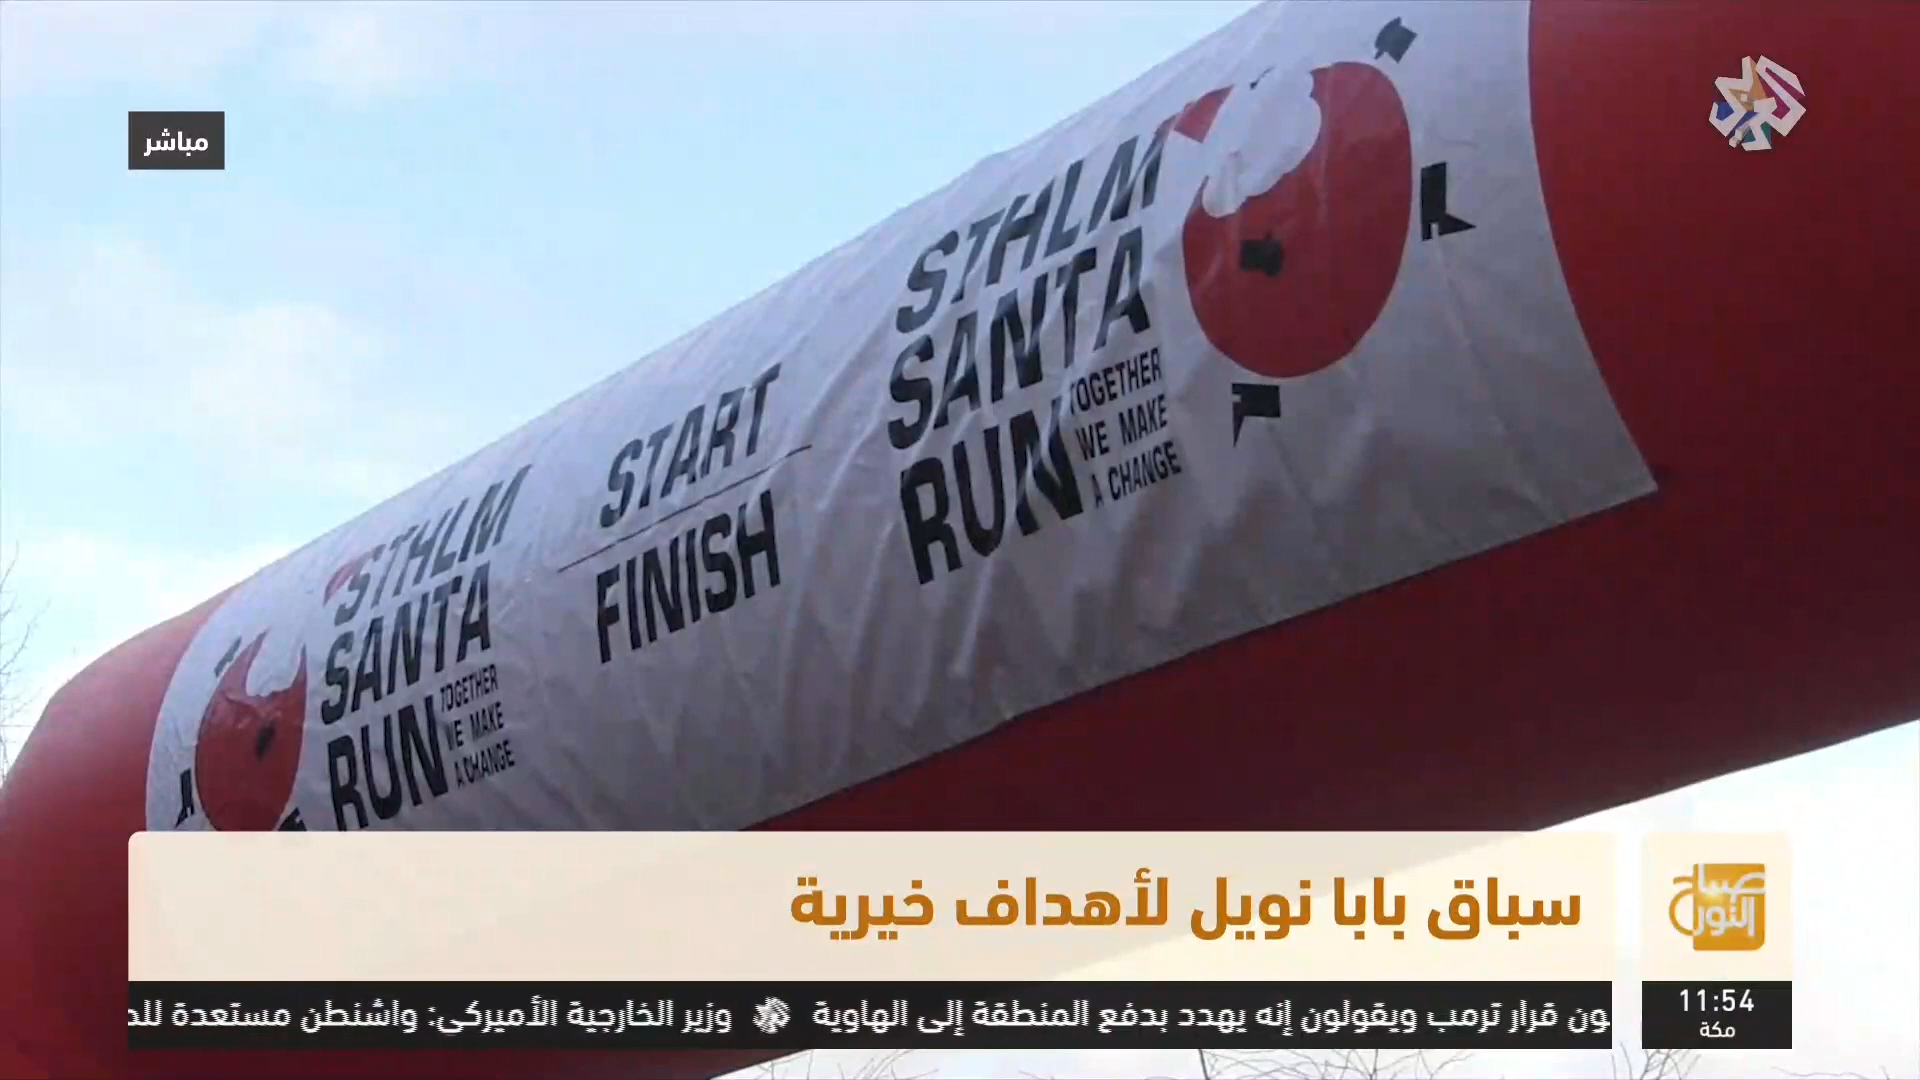 مباشر
STHLM
SANTA
RUN
TOGETHER
WE MAKE
A CHANGE
START
FINISH
STHLM
SANTA
RUN
TOGETHER
WE MAKE
A CHANGE
سباق بابا نويل لأهداف خيرية
صباح
النور
ون قرار ترمب ويقولون إنه يهدد بدفع المنطقة إلى الهاوية وزير الخارجية الأميركي: واشنطن مستعدة
11:54
مكة